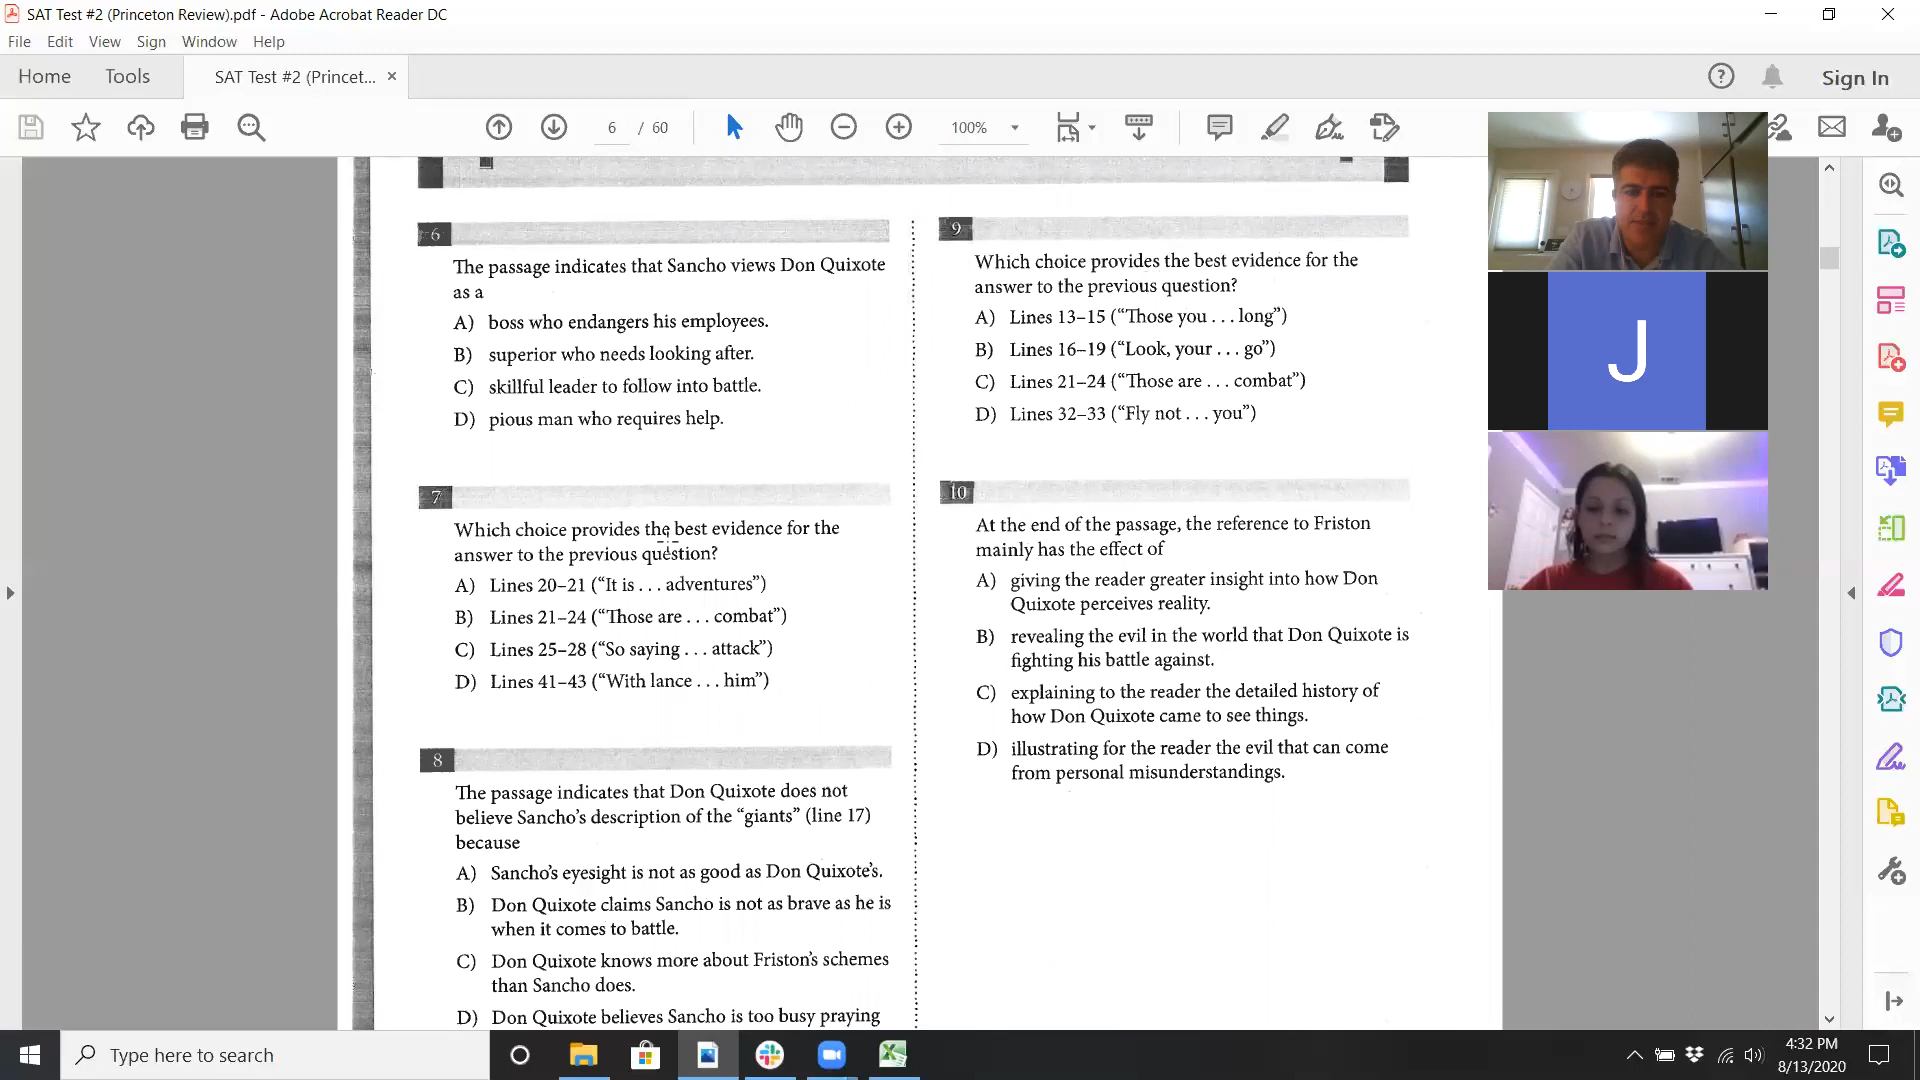 SAT Test #2 (Princeton Review).pdf - Adobe Acrobat Reader DC
File Edit View Sign Window Help
Home Tools SAT Test #2 (Princet... × Sign In
6 / 60 100%
6
The passage indicates that Sancho views Don Quixote
as a
A) boss who endangers his employees.
B) superior who needs looking after.
C) skillful leader to follow into battle.
D) pious man who requires help.
7
Which choice provides the best evidence for the
answer to the previous question?
A) Lines 20–21 (“It is . . . adventures”)
B) Lines 21–24 (“Those are . . . combat”)
C) Lines 25–28 (“So saying . . . attack”)
D) Lines 41–43 (“With lance . . . him”)
8
The passage indicates that Don Quixote does not
believe Sancho’s description of the “giants” (line 17)
because
A) Sancho’s eyesight is not as good as Don Quixote’s.
B) Don Quixote claims Sancho is not as brave as he is
when it comes to battle.
C) Don Quixote knows more about Friston’s schemes
than Sancho does.
D) Don Quixote believes Sancho is too busy praying
9
Which choice provides the best evidence for the
answer to the previous question?
A) Lines 13–15 (“Those you . . . long”)
B) Lines 16–19 (“Look, your . . . go”)
C) Lines 21–24 (“Those are . . . combat”)
D) Lines 32–33 (“Fly not . . . you”)
10
At the end of the passage, the reference to Friston
mainly has the effect of
A) giving the reader greater insight into how Don
Quixote perceives reality.
B) revealing the evil in the world that Don Quixote is
fighting his battle against.
C) explaining to the reader the detailed history of
how Don Quixote came to see things.
D) illustrating for the reader the evil that can come
from personal misunderstandings.
J
Type here to search
4:32 PM
8/13/2020